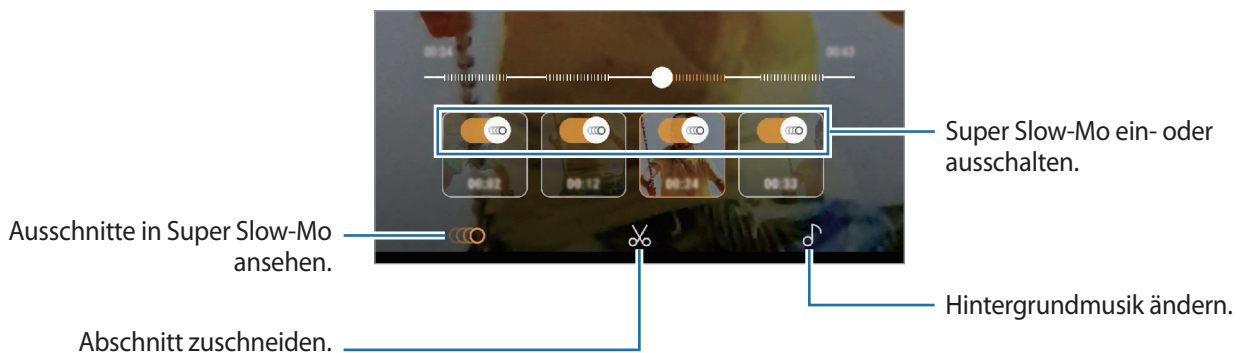 00:24
00:43
00:02
00:12
00:24
00:33
Super Slow-Mo ein- oder
ausschalten.
Ausschnitte in Super Slow-Mo
ansehen.
Hintergrundmusik ändern.
Abschnitt zuschneiden.